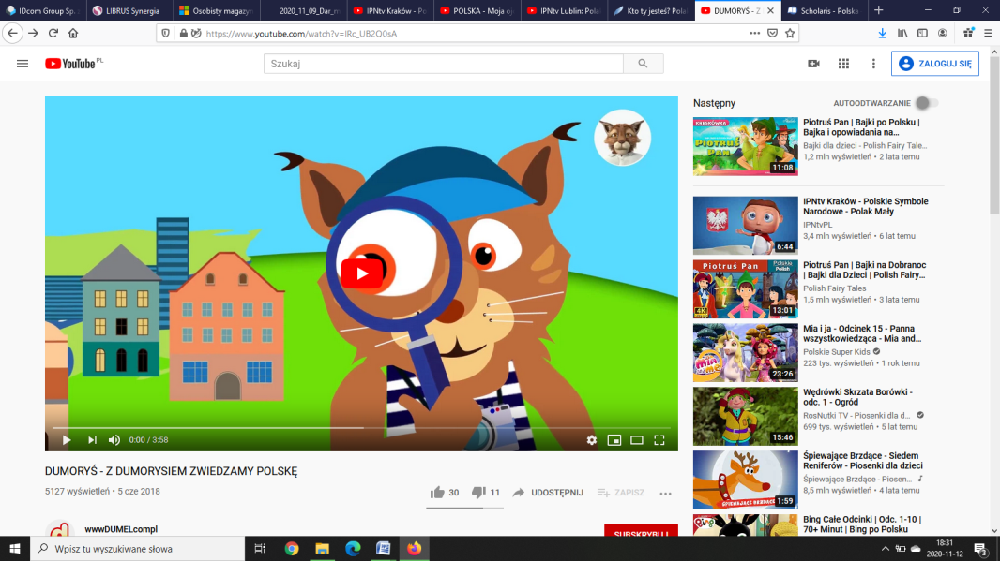 IDcom Group Sp.
LIBRUS Synergia
Osobisty magazyn
2020_11_09_Dar_n
IPNtv Kraków - Po
POLSKA - Moja oj
IPNtv Lublin: Pola
Kto ty jesteś? Pola
DUMORYŚ - Z
Scholaris - Polska
https://www.youtube.com/watch?v=IRc_UB2Q0sA
YouTube PL
Szukaj
ZALOGUJ SIĘ
0:00 / 3:58
DUMORYŚ - Z DUMORYSIEM ZWIEDZAMY POLSKĘ
5127 wyświetleń • 5 cze 2018
30
11
UDOSTĘPNIJ
ZAPISZ
wwwDUMELcompl
SUBSKRYBUJ
Następny
AUTOODTWARZANIE
KRESKÓWKA
Piotruś Pan
11:08
Piotruś Pan | Bajki po Polsku |
Bajka i opowiadania na...
Bajki dla dzieci - Polish Fairy Tale...
1,2 mln wyświetleń • 2 lata temu
6:44
IPNtv Kraków - Polskie Symbole
Narodowe - Polak Mały
IPNtvPL
3,4 mln wyświetleń • 6 lat temu
Piotruś Pan
Polskie
Polish
4K
13:01
Piotruś Pan | Bajki na Dobranoc
| Bajki dla Dzieci | Polish Fairy...
Polish Fairy Tales
1,5 mln wyświetleń • 3 lata temu
MIA and ME
23:26
Mia i ja - Odcinek 15 - Panna
wszystkowiedząca - Mia and...
Polskie Super Kids
223 tys. wyświetleń • 1 rok temu
15:46
Wędrówki Skrzata Borówki -
odc. 1 - Ogród
RosNutki TV - Piosenki dla d...
699 tys. wyświetleń • 5 lat temu
ŚPIEWAJĄCE BRZDĄCE
1:59
Śpiewające Brzdące - Siedem
Reniferów - Piosenki dla dzieci
Śpiewające Brzdące - Piosen...
8,5 mln wyświetleń • 4 lata temu
Bing
Bing Całe Odcinki | Odc. 1-10 |
70+ Minut | Bing po Polsku
Wpisz tu wyszukiwane słowa
18:31
2020-11-12
3